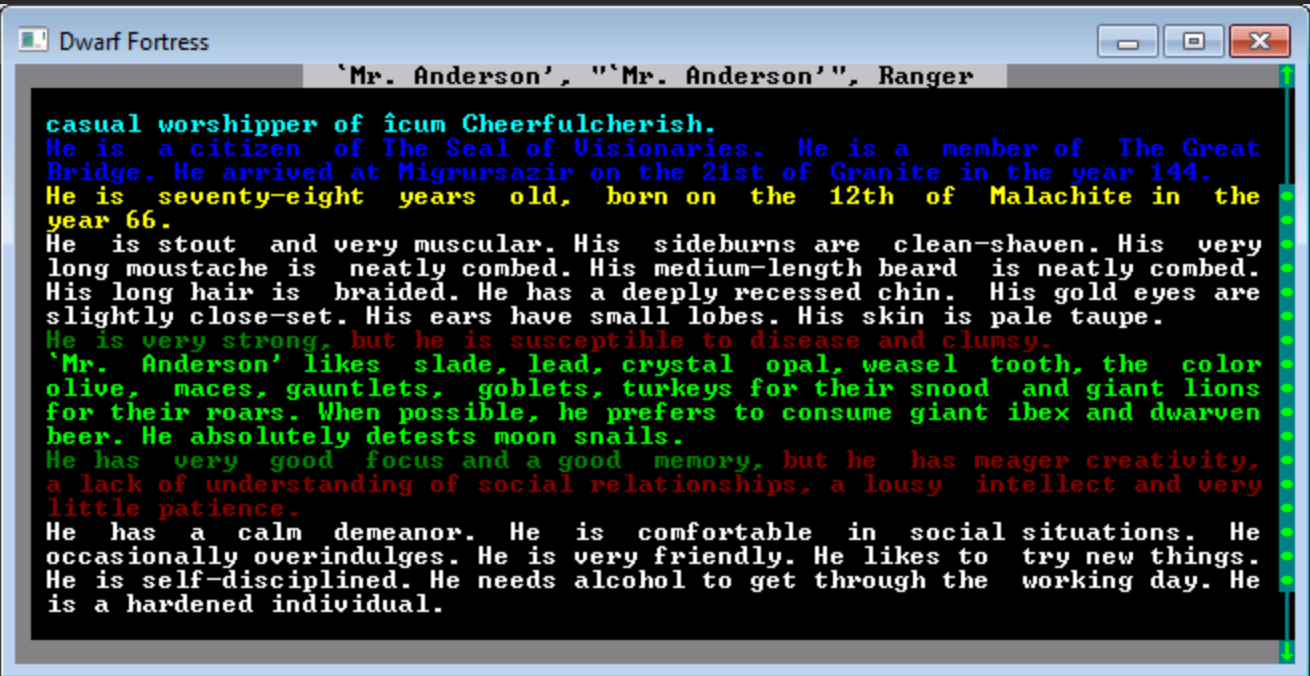 Dwarf Fortress
`Mr. Anderson', "`Mr. Anderson'", Ranger
casual worshipper of îcum Cheerfulcherish.
He is a citizen of The Seal of Visionaries. He is a member of The Great
Bridge. He arrived at Migrursazir on the 21st of Granite in the year 144.
He is seventy-eight years old, born on the 12th of Malachite in the
year 66.
He is stout and very muscular. His sideburns are clean-shaven. His very
long moustache is neatly combed. His medium-length beard is neatly combed.
His long hair is braided. He has a deeply recessed chin. His gold eyes are
slightly close-set. His ears have small lobes. His skin is pale taupe.
He is very strong, but he is susceptible to disease and clumsy.
`Mr. Anderson' likes slade, lead, crystal opal, weasel tooth, the color
olive, maces, gauntlets, goblets, turkeys for their snood and giant lions
for their roars. When possible, he prefers to consume giant ibex and dwarven
beer. He absolutely detests moon snails.
He has very good focus and a good memory, but he has meager creativity,
a lack of understanding of social relationships, a lousy intellect and very
little patience.
He has a calm demeanor. He is comfortable in social situations. He
occasionally overindulges. He is very friendly. He likes to try new things.
He is self-disciplined. He needs alcohol to get through the working day. He
is a hardened individual.